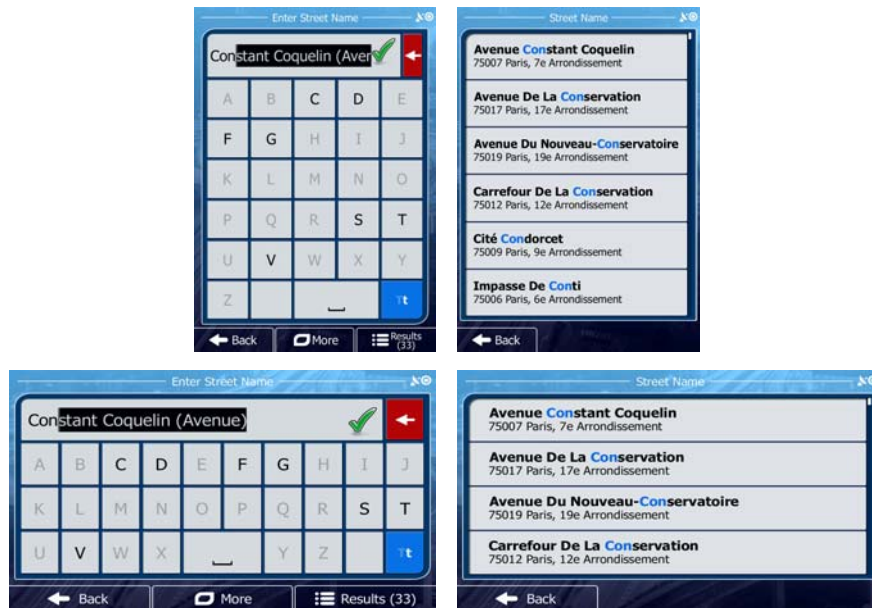 Enter Street Name
Constant Coquelin (Aven
A B C D E
F G H I J
K L M N O
P Q R S T
U V W X Y
Z Tt
Back More Results (33)
Street Name
Avenue Constant Coquelin
75007 Paris, 7e Arrondissement
Avenue De La Conservation
75017 Paris, 17e Arrondissement
Avenue Du Nouveau-Conservatoire
75019 Paris, 19e Arrondissement
Carrefour De La Conservation
75012 Paris, 12e Arrondissement
Cité Condorcet
75009 Paris, 9e Arrondissement
Impasse De Conti
75006 Paris, 6e Arrondissement
Back
Enter Street Name
Constant Coquelin (Avenue)
A B C D E F G H I J
K L M N O P Q R S T
U V W X Y Z Tt
Back More Results (33)
Street Name
Avenue Constant Coquelin
75007 Paris, 7e Arrondissement
Avenue De La Conservation
75017 Paris, 17e Arrondissement
Avenue Du Nouveau-Conservatoire
75019 Paris, 19e Arrondissement
Carrefour De La Conservation
75012 Paris, 12e Arrondissement
Back